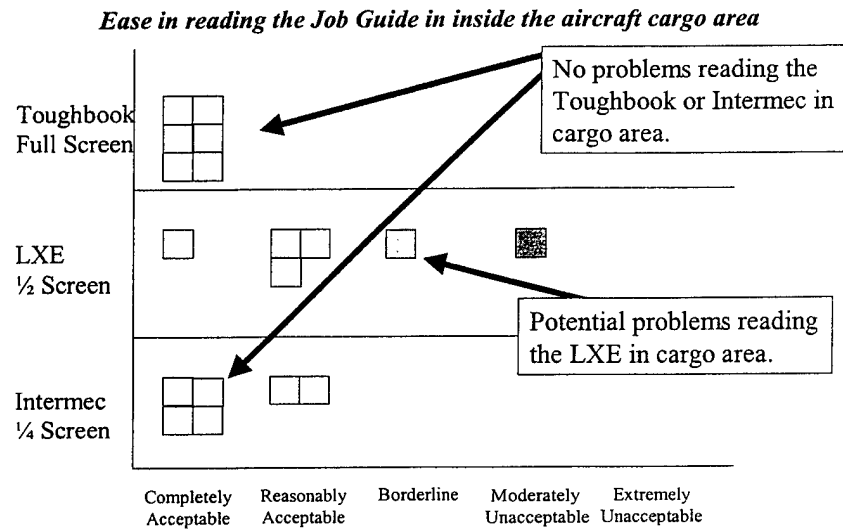 Ease in reading the Job Guide in inside the aircraft cargo area
No problems reading the
Toughbook or Intermec in
cargo area.
Toughbook
Full Screen
LXE
½ Screen
Potential problems reading
the LXE in cargo area.
Intermec
¼ Screen
Completely
Acceptable
Reasonably
Acceptable
Borderline
Moderately
Unacceptable
Extremely
Unacceptable